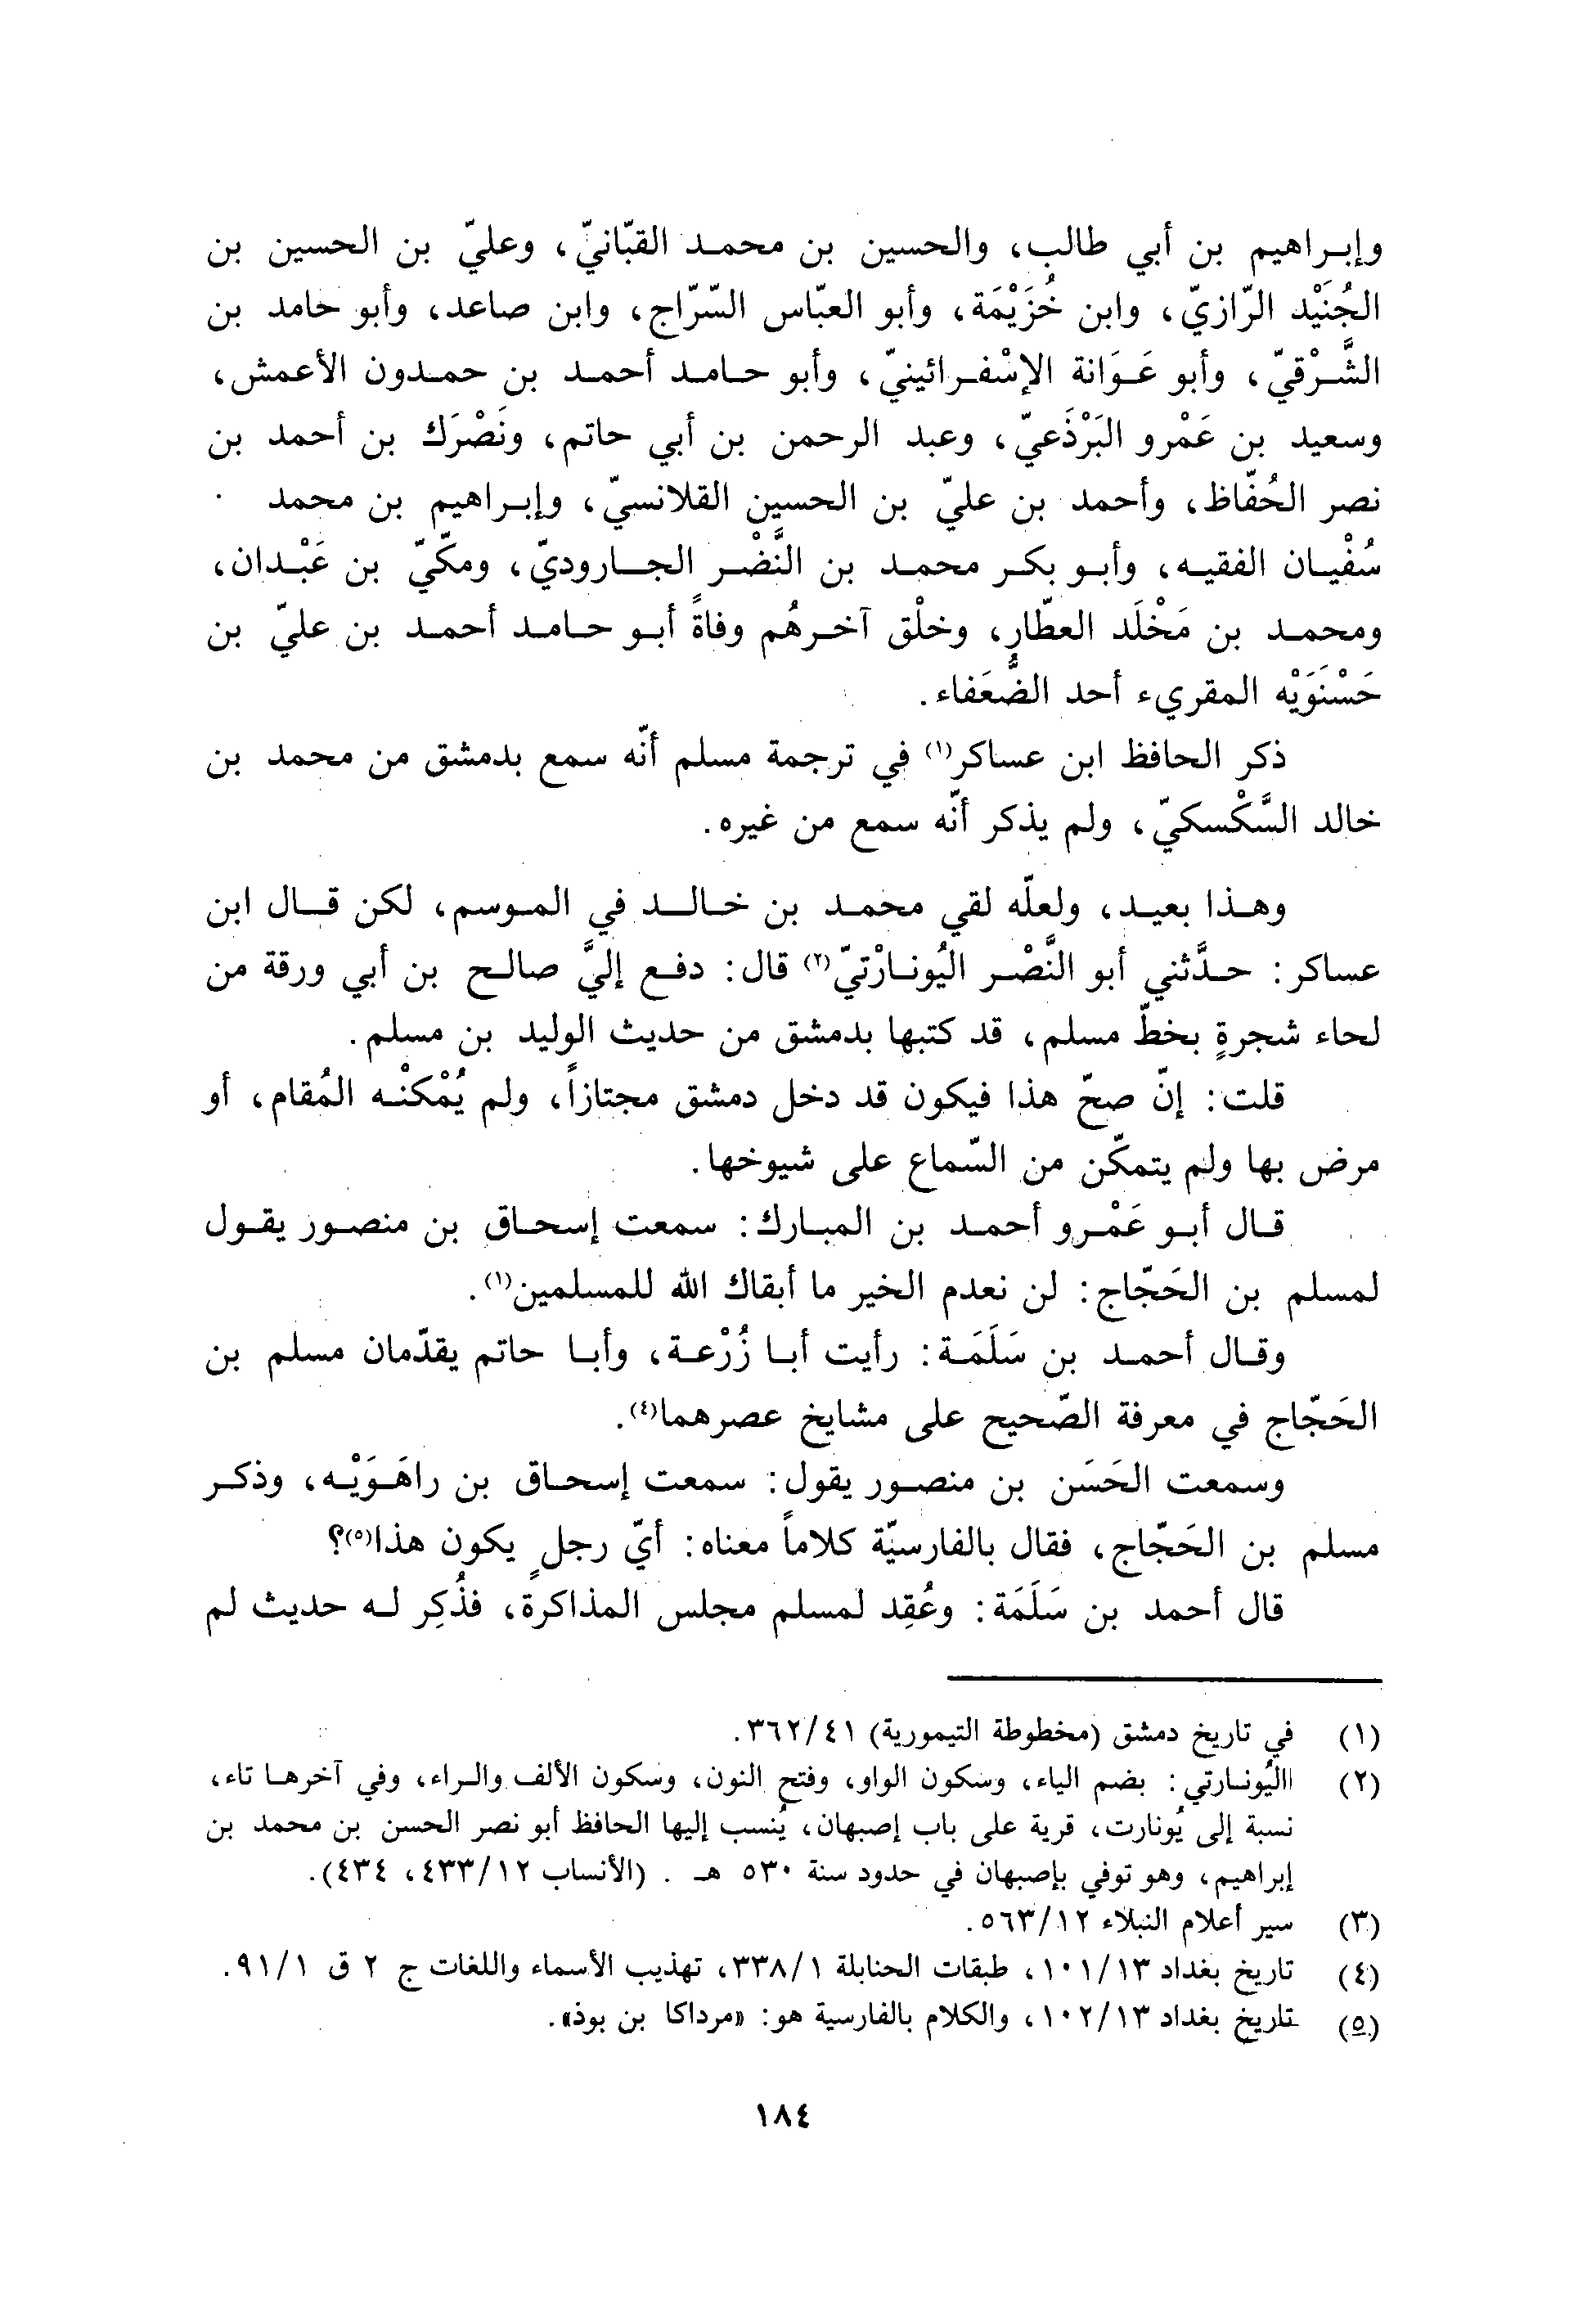 وإبراهيم بن أبي طالب، والحسين بن محمد القبّانيّ، وعليّ بن الحسين بن
الجُنَيْد الرّازيّ، وابن خُزَيْمَة، وأبو العبّاس السّرّاج، وابن صاعد، وأبو حامد بن
الشَّرْقيّ، وأبو عَوَانة الإسْفرائينيّ، وأبو حامد أحمد بن حمدون الأعمش،
وسعيد بن عَمْرو البَرْذَعيّ، وعبد الرحمن بن أبي حاتم، ونَصْرَك بن أحمد بن
نصر الحُفّاظ، وأحمد بن عليّ بن الحسين القلانسيّ، وإبراهيم بن محمد
سُفْيان الفقيه، وأبو بكر محمد بن النَّضْر الجاروديّ، ومكّيّ بن عَبْدان،
ومحمد بن مَخْلَد العطّار، وخلْق آخرهُم وفاةً أبو حامد أحمد بن عليّ بن
حَسْنَوَيْه المقريء أحد الضُّعَفاء.
ذكر الحافظ ابن عساكر(١) في ترجمة مسلم أنّه سمع بدمشق من محمد بن
خالد السَّكْسكيّ، ولم يذكر أنّه سمع من غيره.
وهذا بعيد، ولعلّه لقي محمد بن خالد في الموسم، لكن قال ابن
عساكر: حدَّثني أبو النَّصْر اليُونارْتيّ(٢) قال: دفع إليَّ صالح بن أبي ورقة من
لحاء شجرةٍ بخطّ مسلم، قد كتبها بدمشق من حديث الوليد بن مسلم.
قلت: إنّ صحّ هذا فيكون قد دخل دمشق مجتازاً، ولم يُمْكنْه المُقام، أو
مرض بها ولم يتمكّن من السّماع على شيوخها.
قال أبو عَمْرو أحمد بن المبارك: سمعت إسحاق بن منصور يقول
لمسلم بن الحَجّاج: لن نعدم الخير ما أبقاك الله للمسلمين(١).
وقال أحمد بن سَلَمَة: رأيت أبا زُرْعة، وأبا حاتم يقدّمان مسلم بن
الحَجّاج في معرفة الصّحيح على مشايخ عصرهما(٤).
وسمعت الحَسَن بن منصور يقول: سمعت إسحاق بن راهَوَيْه، وذكر
مسلم بن الحَجّاج، فقال بالفارسيّة كلاماً معناه: أيّ رجلٍ يكون هذا(٥)؟
قال أحمد بن سَلَمَة: وعُقِد لمسلم مجلس المذاكرة، فذُكِر له حديث لم
(١) في تاريخ دمشق (مخطوطة التيمورية) ٣٦٢/٤١.
(٢) االيُونارتي: بضم الياء، وسكون الواو، وفتح النون، وسكون الألف والراء، وفي آخرها تاء،
نسبة إلى يُونارت، قرية على باب إصبهان، يُنسب إليها الحافظ أبو نصر الحسن بن محمد بن
إبراهيم، وهو توفي بإصبهان في حدود سنة ٥٣٠ هـ . (الأنساب ٤٣٣/١٢، ٤٣٤).
(٣) سير أعلام النبلاء ٥٦٣/١٢.
(٤) تاريخ بغداد ١٠١/١٣، طبقات الحنابلة ٣٣٨/١، تهذيب الأسماء واللغات ج ٢ ق ٩١/١.
(٥) تاريخ بغداد ١٠٢/١٣، والكلام بالفارسية هو: «مرداكا بن بوذ».
١٨٤